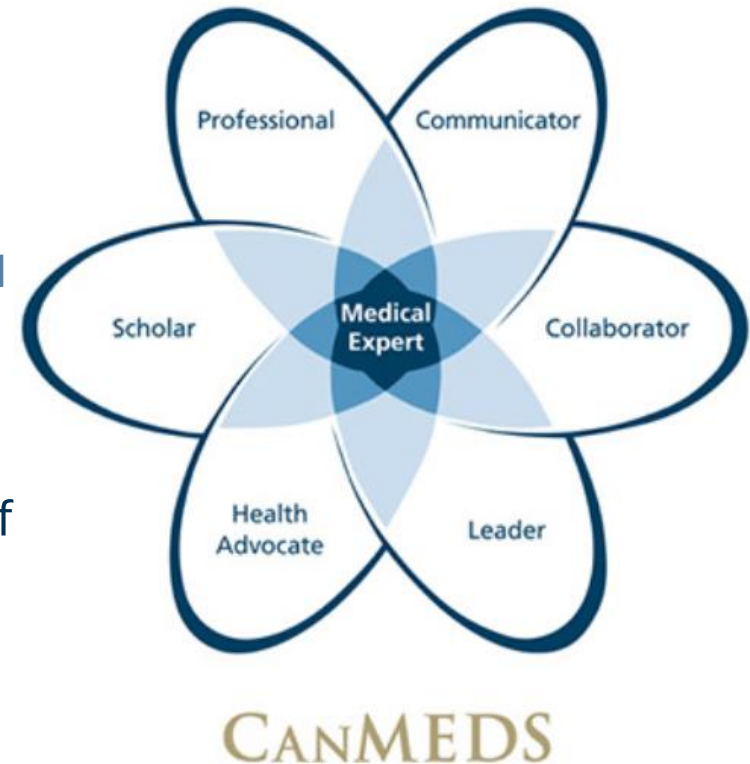 Professional
Communicator
Medical
Expert
Scholar
Collaborator
Health
Advocate
Leader
CANMEDS